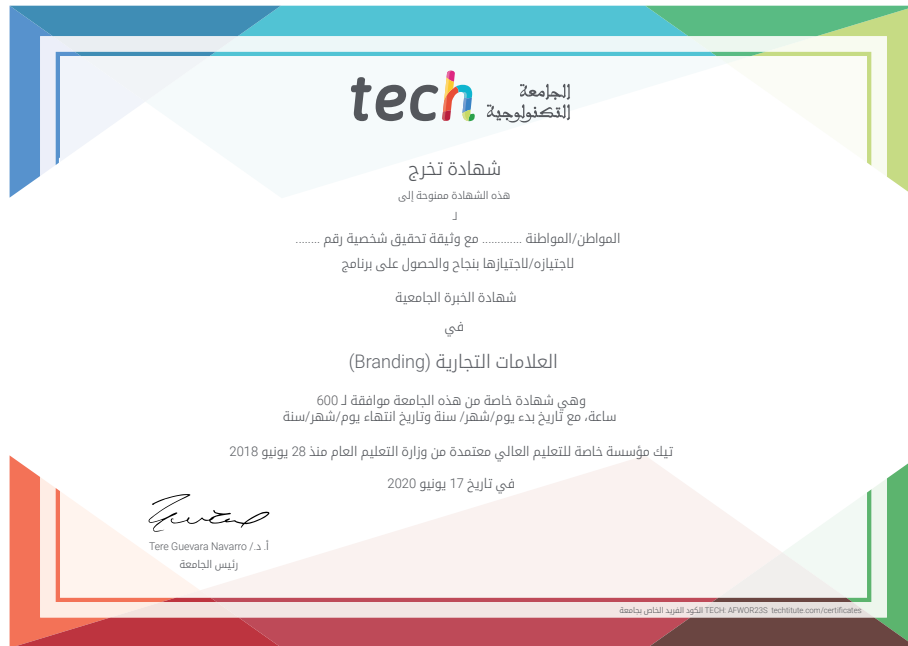 tech الجامعة
التكنولوجية
شهادة تخرج
هذه الشهادة ممنوحة إلى
لـ
المواطن/المواطنة ............ مع وثيقة تحقيق شخصية رقم ........
لاجتيازه/لاجتيازها بنجاح والحصول على برنامج
شهادة الخبرة الجامعية
في
العلامات التجارية (Branding)
وهي شهادة خاصة من هذه الجامعة موافقة لـ 600
ساعة، مع تاريخ بدء يوم/شهر/ سنة وتاريخ انتهاء يوم/شهر/سنة
تيك مؤسسة خاصة للتعليم العالي معتمدة من وزارة التعليم العام منذ 28 يونيو 2018
في تاريخ 17 يونيو 2020
أ. د./ Tere Guevara Navarro
رئيس الجامعة
الكود الفريد الخاص بجامعة TECH: AFWOR23S techtitute.com/certificates